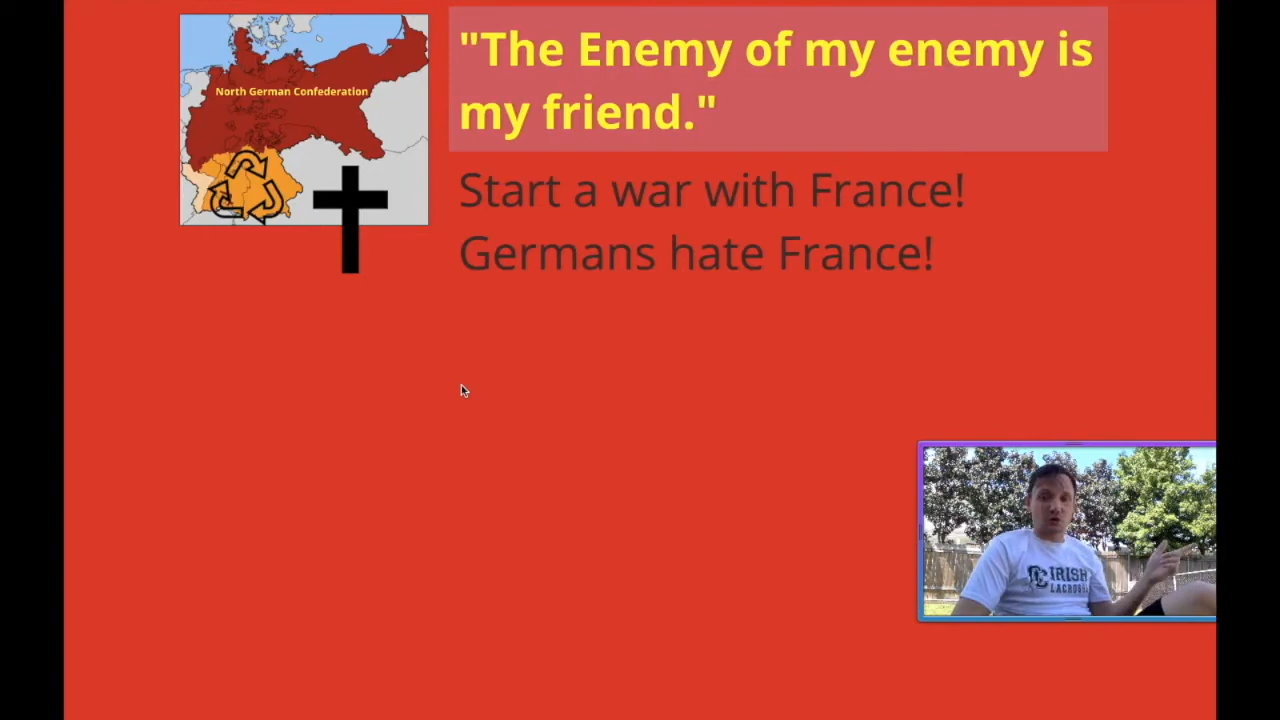 North German Confederation
"The Enemy of my enemy is
my friend."
Start a war with France!
Germans hate France!
IRISH
LACROSSE